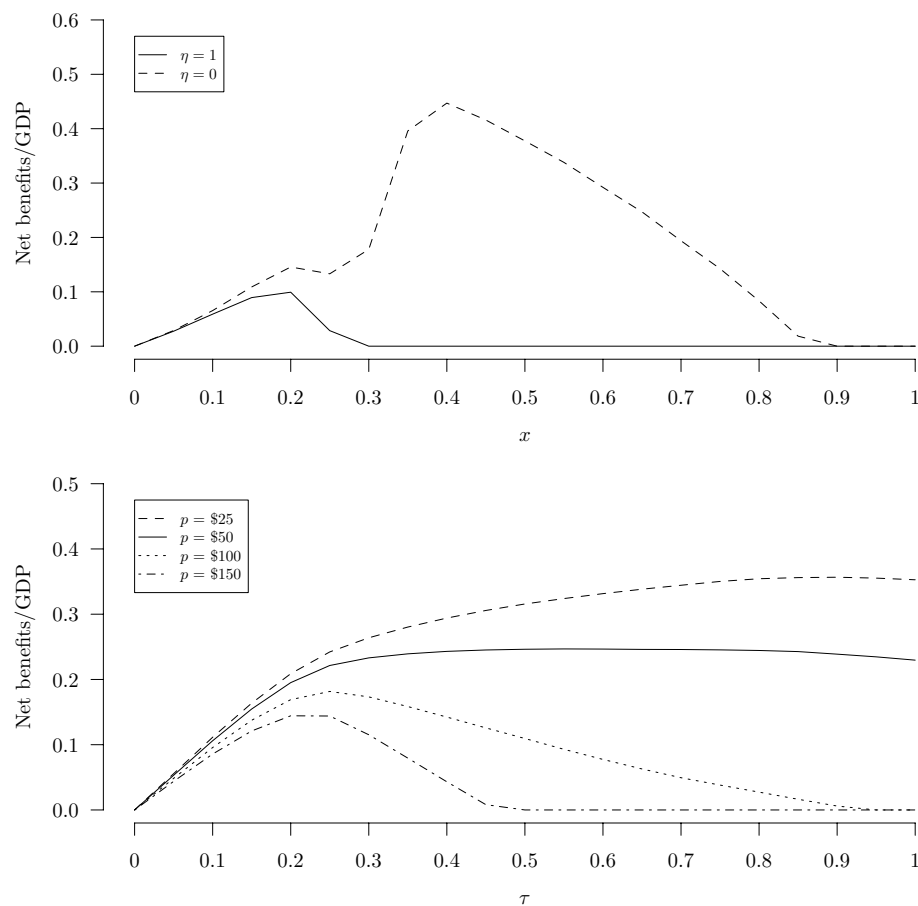 0.6
η = 1
η = 0
0.5
0.4
0.3
0.2
0.1
0.0
Net benefits/GDP
0 0.1 0.2 0.3 0.4 0.5 0.6 0.7 0.8 0.9 1
x
0.5
p = $25
p = $50
p = $100
p = $150
0.4
0.3
0.2
0.1
0.0
Net benefits/GDP
0 0.1 0.2 0.3 0.4 0.5 0.6 0.7 0.8 0.9 1
τ